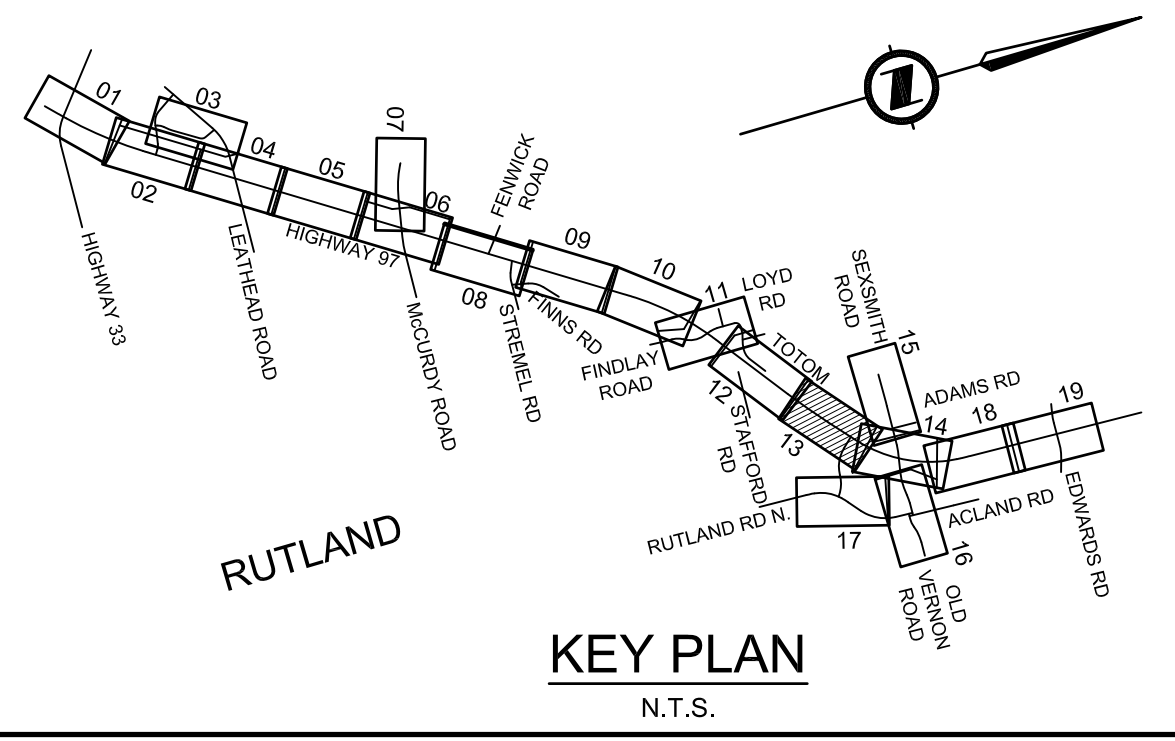 01
03
02
04
05
07
06
FENWICK
ROAD
HIGHWAY 33
LEATHEAD ROAD
HIGHWAY 97
McCURDY ROAD
08
STREMEL RD
FINNS RD
09
10
11
LOYD
RD
FINDLAY
ROAD
TOTOM
12
STAFFORD
RD
13
SEXSMITH
ROAD
15
ADAMS RD
14
18
19
RUTLAND RD N.
17
ACLAND RD
EDWARDS RD
16
OLD
VERNON
ROAD
RUTLAND
KEY PLAN
N.T.S.